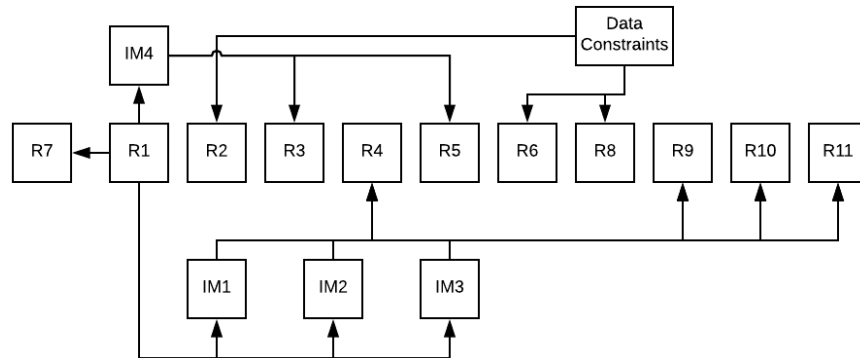 Data
Constraints
IM4
R7
R1
R2
R3
R4
R5
R6
R8
R9
R10
R11
IM1
IM2
IM3